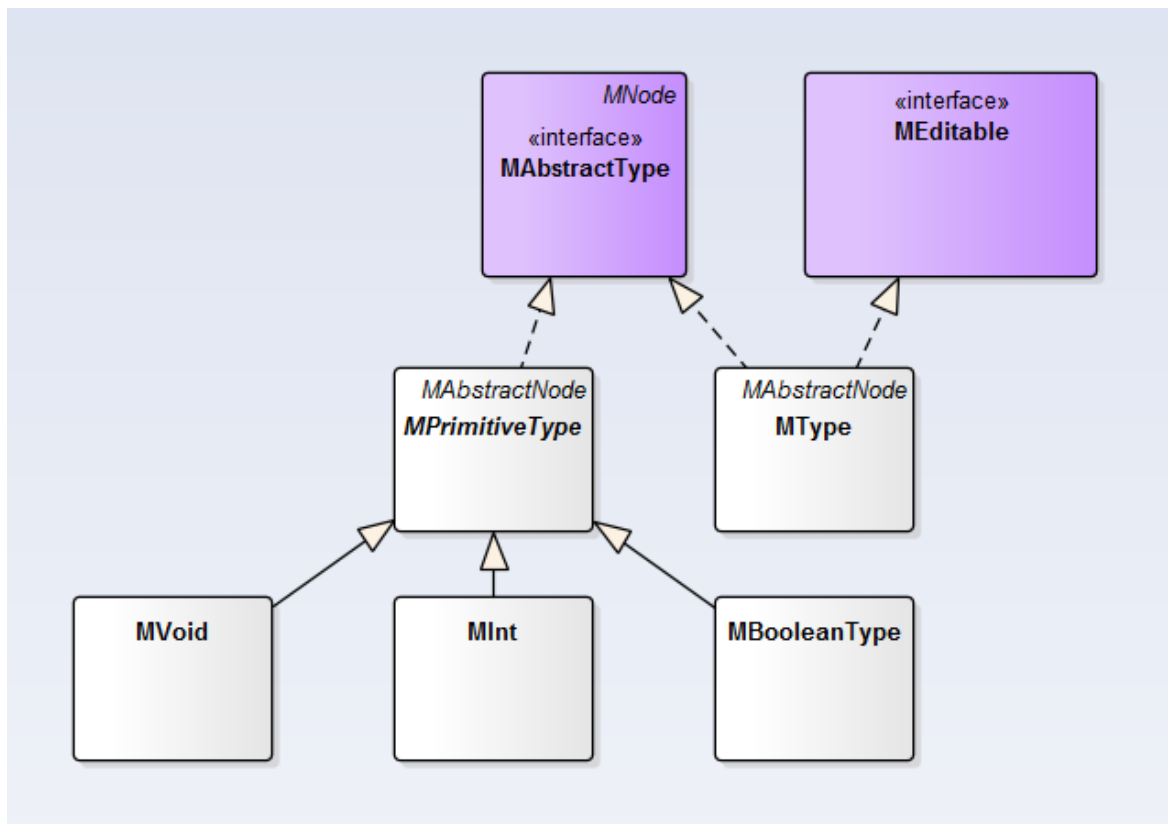 MNode
«interface»
MAbstractType
«interface»
MEditable
MAbstractNode
MPrimitiveType
MAbstractNode
MType
MVoid
MInt
MBooleanType